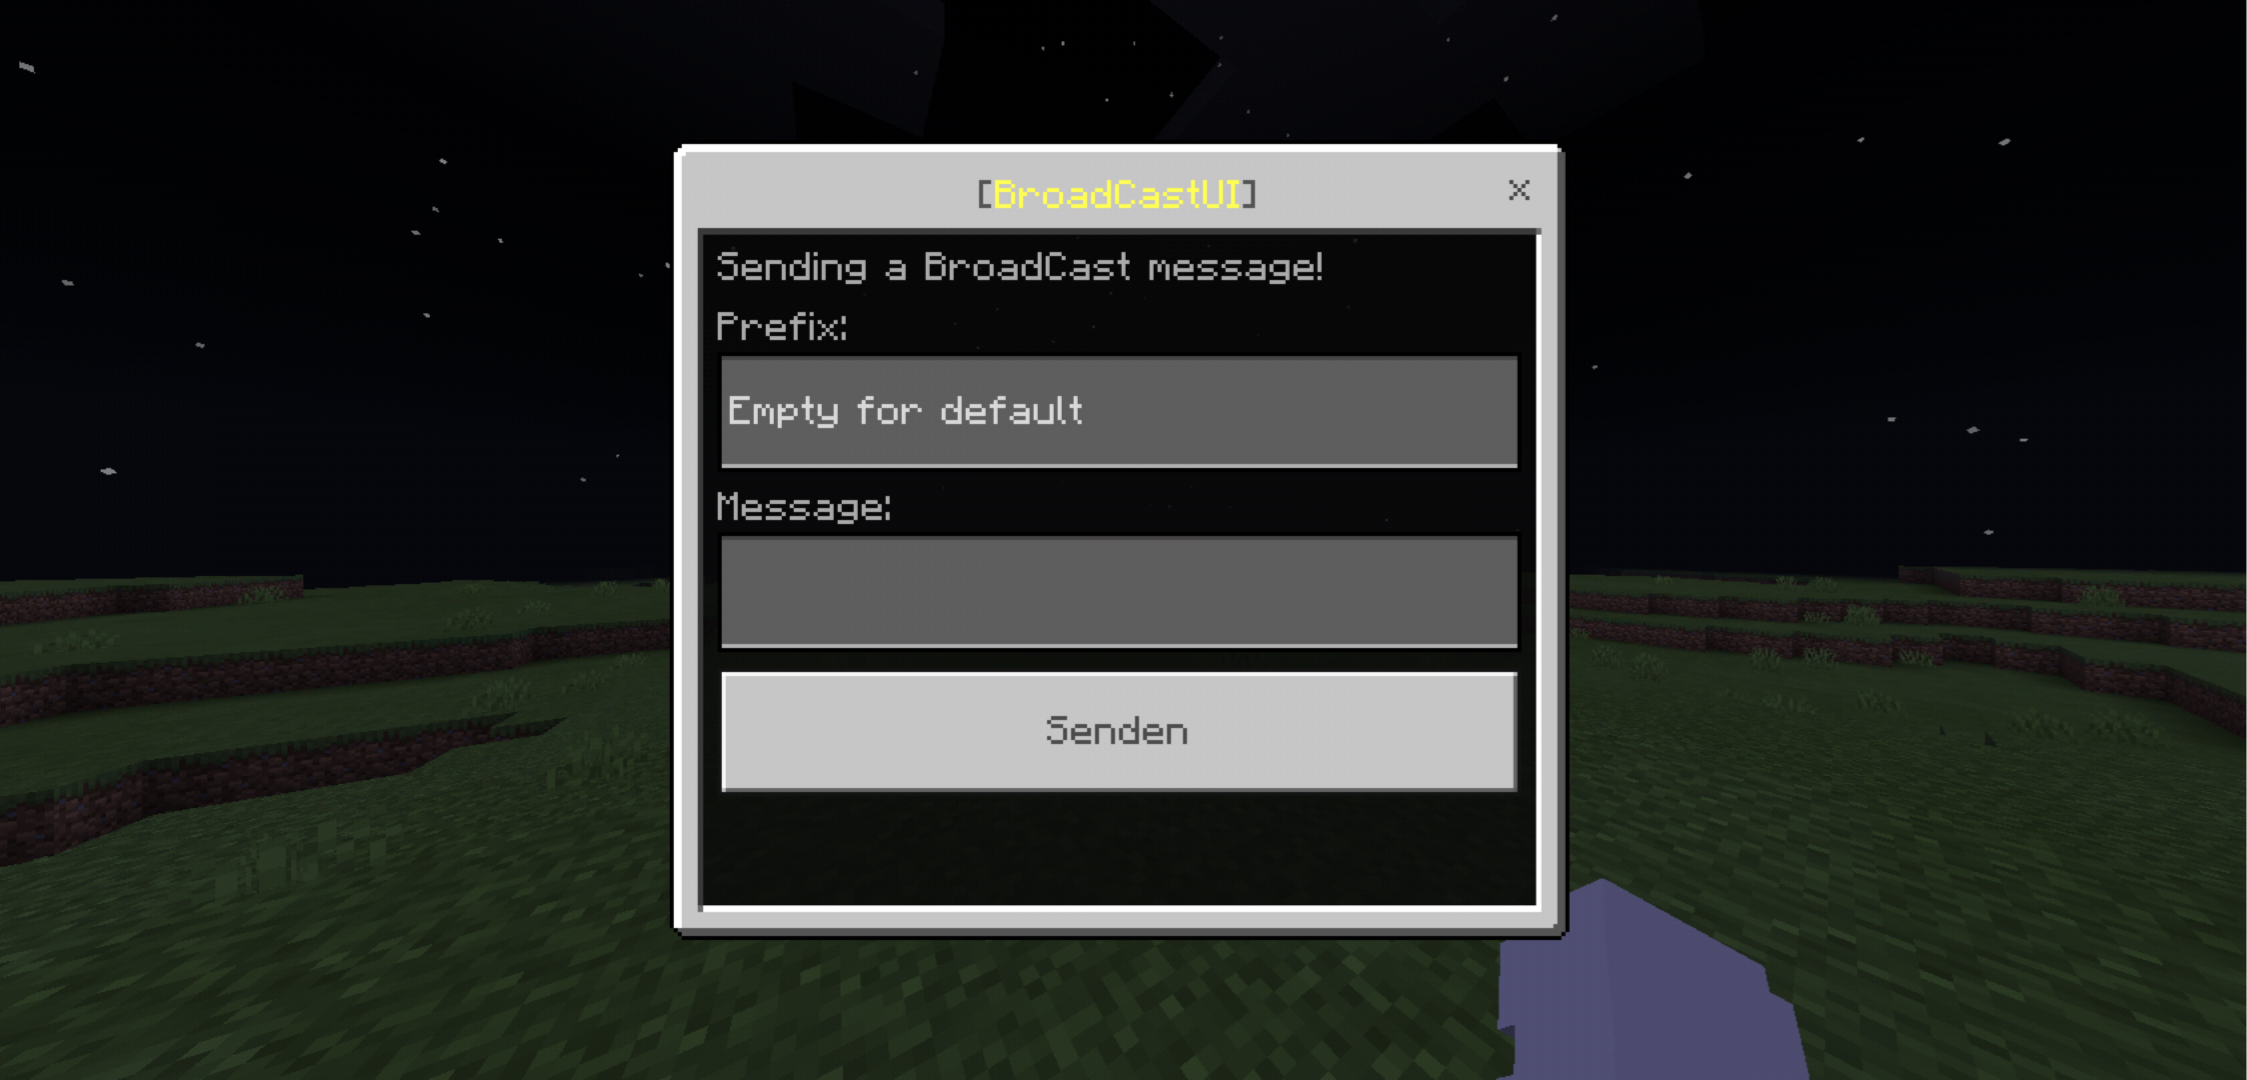 [BroadCastUI]
Sending a BroadCast message!
Prefix:
Empty for default
Message:
Senden